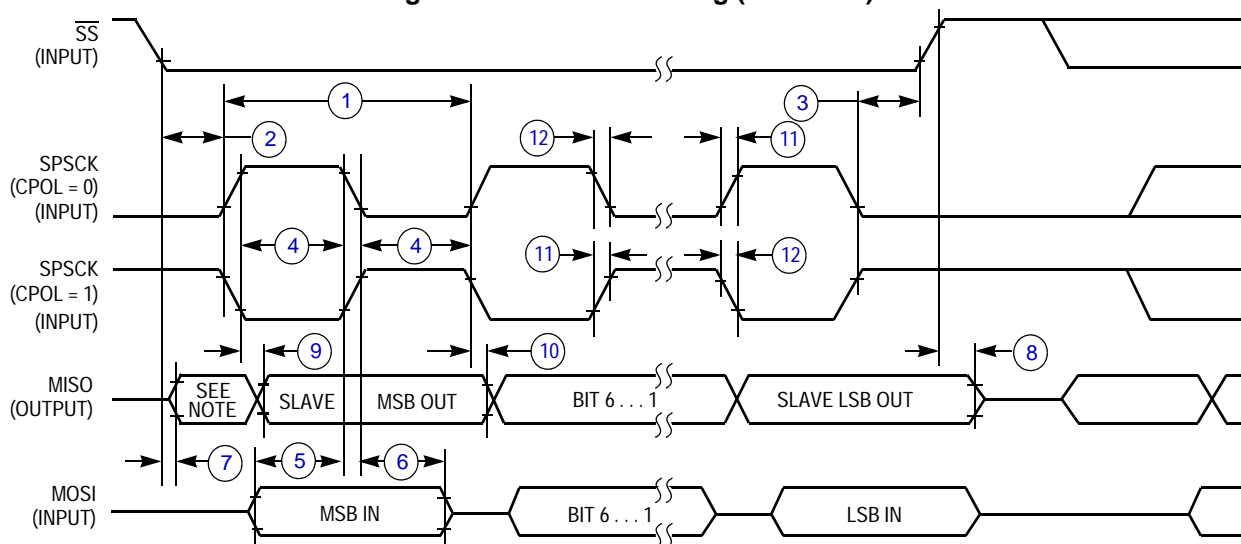 SS
(INPUT)
1
3
2
12
11
SPSCK
(CPOL = 0)
(INPUT)
4
4
11
12
SPSCK
(CPOL = 1)
(INPUT)
9
10
8
MISO
(OUTPUT)
SEE
NOTE
SLAVE
MSB OUT
BIT 6 . . . 1
SLAVE LSB OUT
7
5
6
MOSI
(INPUT)
MSB IN
BIT 6 . . . 1
LSB IN